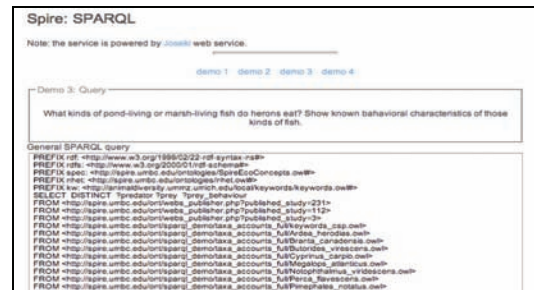 Spire: SPARQL
Note: the service is powered by Joseki web service.
demo 1 demo 2 demo 3 demo 4
Demo 3: Query
What kinds of pond-living or marsh-living fish do herons eat? Show known bahavioral characteristics of those
kinds of fish.
General SPARQL query
PREFIX rdf: <http://www.w3.org/1999/02/22-rdf-syntax-ns#>
PREFIX rdfs: <http://www.w3.org/2000/01/rdf-schema#>
PREFIX spec: <http://spire.umbc.edu/ontologies/SpireEcoConcepts.owl#>
PREFIX rhet: <http://spire.umbc.edu/ontologies/rhet.owl#>
PREFIX kw: <http://animaldiversity.ummz.umich.edu/local/keywords/keywords.owl#>
SELECT DISTINCT ?predator ?prey ?prey_behaviour
FROM <http://spire.umbc.edu/ont/webs_publisher.php?published_study=231>
FROM <http://spire.umbc.edu/ont/webs_publisher.php?published_study=112>
FROM <http://spire.umbc.edu/ont/webs_publisher.php?published_study=3>
FROM <http://spire.umbc.edu/ont/sparql_demo/taxa_accounts_full/keywords_csp.owl>
FROM <http://spire.umbc.edu/ont/sparql_demo/taxa_accounts_full/Ardea_herodias.owl>
FROM <http://spire.umbc.edu/ont/sparql_demo/taxa_accounts_full/Branta_canadensis.owl>
FROM <http://spire.umbc.edu/ont/sparql_demo/taxa_accounts_full/Butorides_virescens.owl>
FROM <http://spire.umbc.edu/ont/sparql_demo/taxa_accounts_full/Cyprinus_carpio.owl>
FROM <http://spire.umbc.edu/ont/sparql_demo/taxa_accounts_full/Megalops_atlanticus.owl>
FROM <http://spire.umbc.edu/ont/sparql_demo/taxa_accounts_full/Notophthalmus_viridescens.owl>
FROM <http://spire.umbc.edu/ont/sparql_demo/taxa_accounts_full/Perca_flavescens.owl>
FROM <http://spire.umbc.edu/ont/sparql_demo/taxa_accounts_full/Pimephales_notatus.owl>